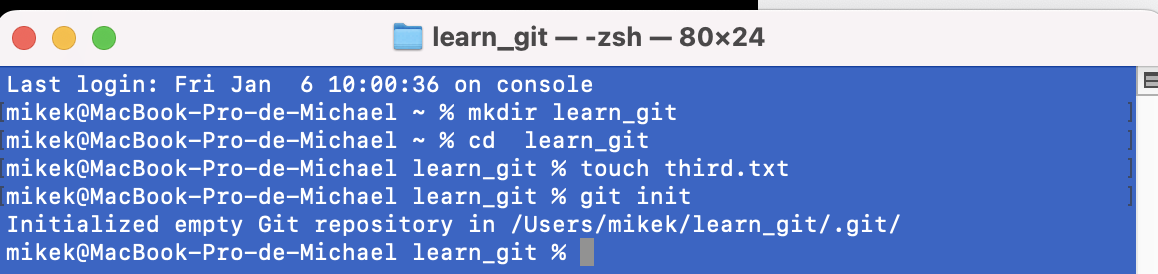 learn_git — -zsh — 80×24
Last login: Fri Jan  6 10:00:36 on console
[mikek@MacBook-Pro-de-Michael ~ % mkdir learn_git ]
[mikek@MacBook-Pro-de-Michael ~ % cd  learn_git ]
[mikek@MacBook-Pro-de-Michael learn_git % touch third.txt ]
[mikek@MacBook-Pro-de-Michael learn_git % git init ]
Initialized empty Git repository in /Users/mikek/learn_git/.git/
mikek@MacBook-Pro-de-Michael learn_git %